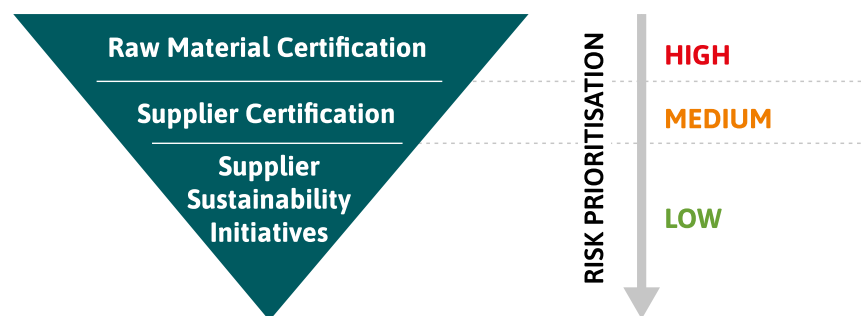 Raw Material Certification
Supplier Certification
Supplier
Sustainability
Initiatives
RISK PRIORITISATION
HIGH
MEDIUM
LOW